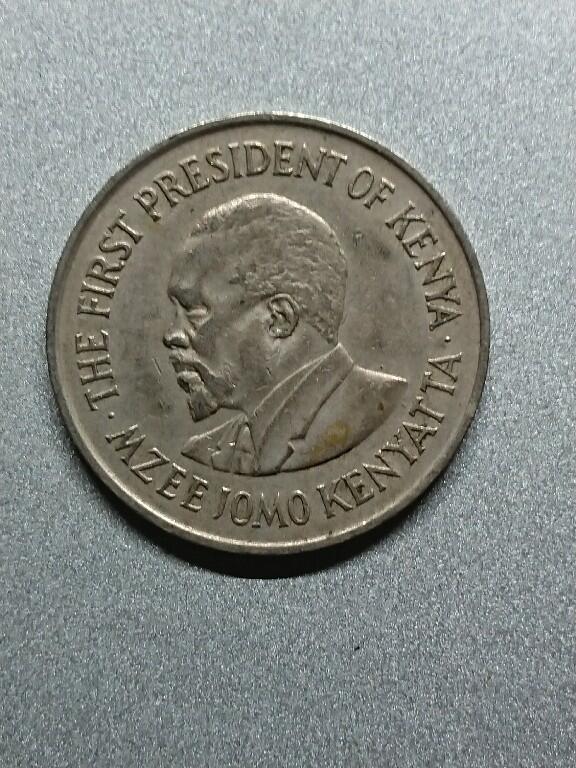 · THE FIRST PRESIDENT OF KENYA ·
MZEE JOMO KENYATTA